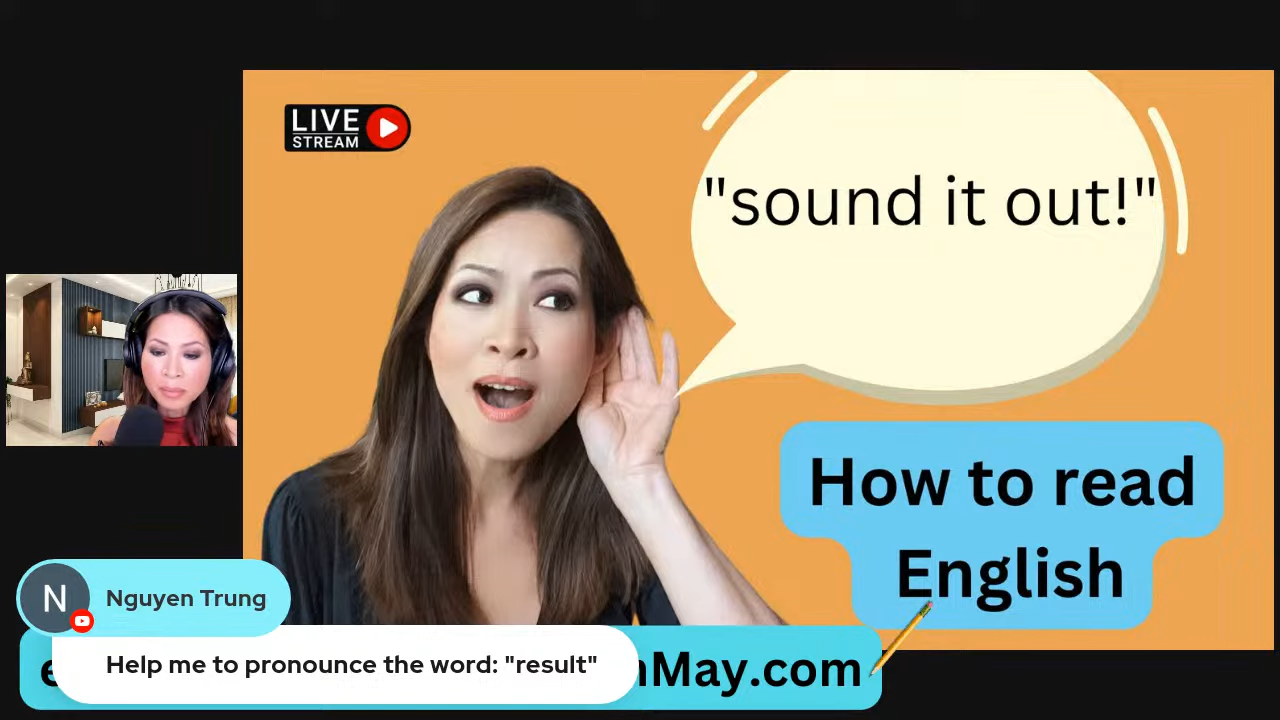 LIVE
STREAM
"sound it out!"
How to read
English
N
Nguyen Trung
Help me to pronounce the word: "result"
May.com